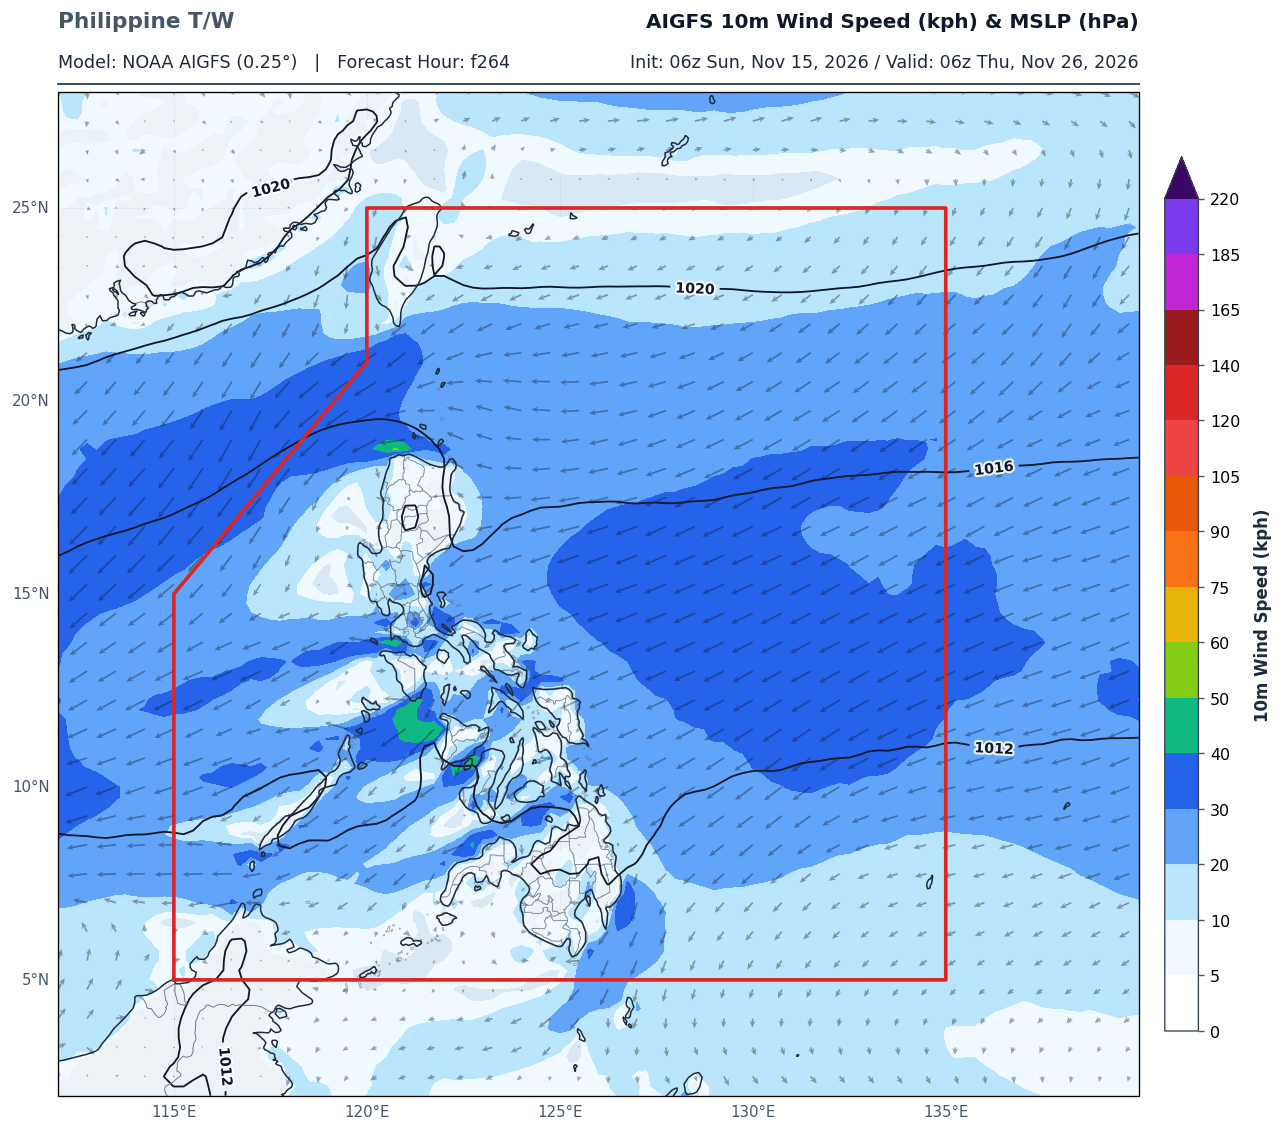 Philippine T/W
AIGFS 10m Wind Speed (kph) & MSLP (hPa)
Model: NOAA AIGFS (0.25°)   |   Forecast Hour: f264
Init: 06z Sun, Nov 15, 2026 / Valid: 06z Thu, Nov 26, 2026
1020
1020
1016
1012
1012
25°N
20°N
15°N
10°N
5°N
115°E
120°E
125°E
130°E
135°E
220
185
165
140
120
105
90
75
60
50
40
30
20
10
5
0
10m Wind Speed (kph)